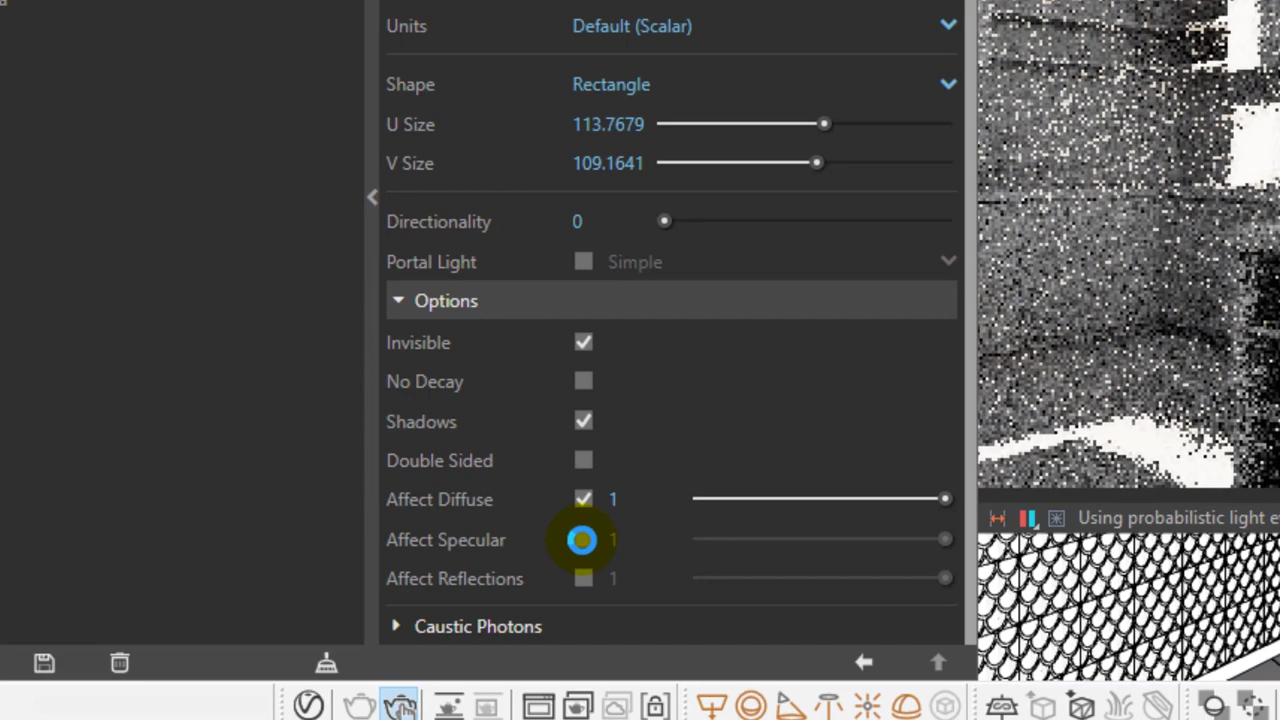 Units Default (Scalar)
Shape Rectangle
U Size 113.7679
V Size 109.1641
Directionality 0
Portal Light Simple
Options
Invisible
No Decay
Shadows
Double Sided
Affect Diffuse 1
Affect Specular 1
Affect Reflections 1
Using probabilistic light e
Caustic Photons